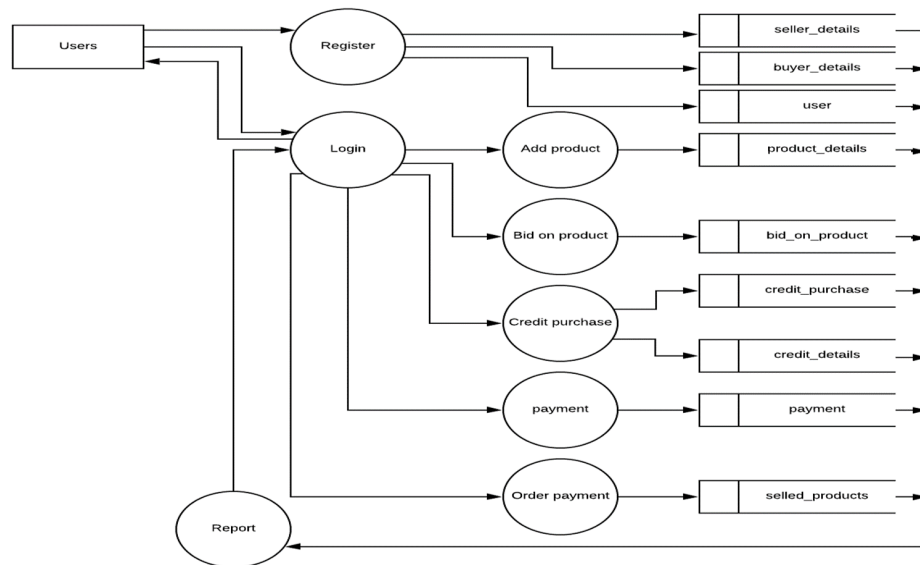 Users
Register
seller_details
buyer_details
user
Login
Add product
product_details
Bid on product
bid_on_product
Credit purchase
credit_purchase
credit_details
payment
payment
Order payment
selled_products
Report